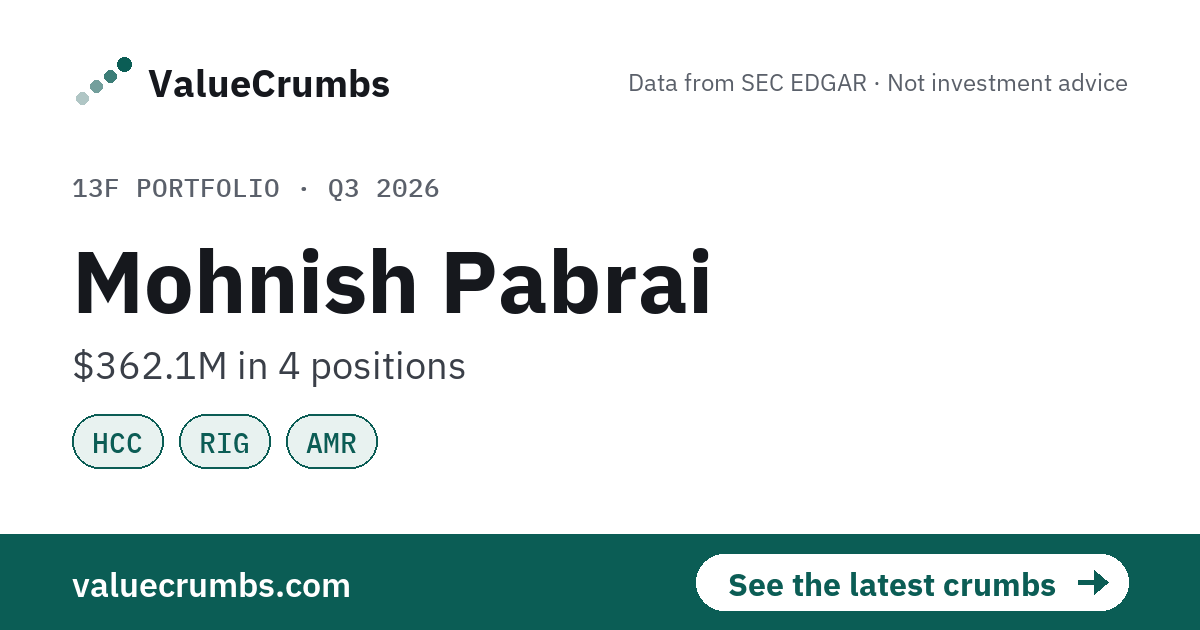 ValueCrumbs
Data from SEC EDGAR · Not investment advice
13F PORTFOLIO · Q3 2026
Mohnish Pabrai
$362.1M in 4 positions
HCC RIG AMR
valuecrumbs.com
See the latest crumbs →